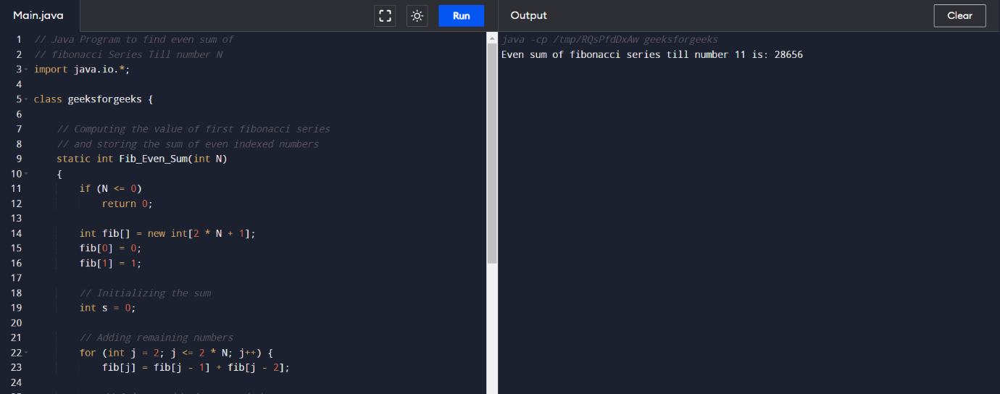 Main.java
Run
Output
Clear
1 // Java Program to find even sum of
2 // fibonacci Series Till number N
3 import java.io.*;
4
5 class geeksforgeeks {
6
7 // Computing the value of first fibonacci series
8 // and storing the sum of even indexed numbers
9 static int Fib_Even_Sum(int N)
10 {
11 if (N <= 0)
12 return 0;
13
14 int fib[] = new int[2 * N + 1];
15 fib[0] = 0;
16 fib[1] = 1;
17
18 // Initializing the sum
19 int s = 0;
20
21 // Adding remaining numbers
22 for (int j = 2; j <= 2 * N; j++) {
23 fib[j] = fib[j - 1] + fib[j - 2];
24
java -cp /tmp/RQsPfdDxAw geeksforgeeks
Even sum of fibonacci series till number 11 is: 28656